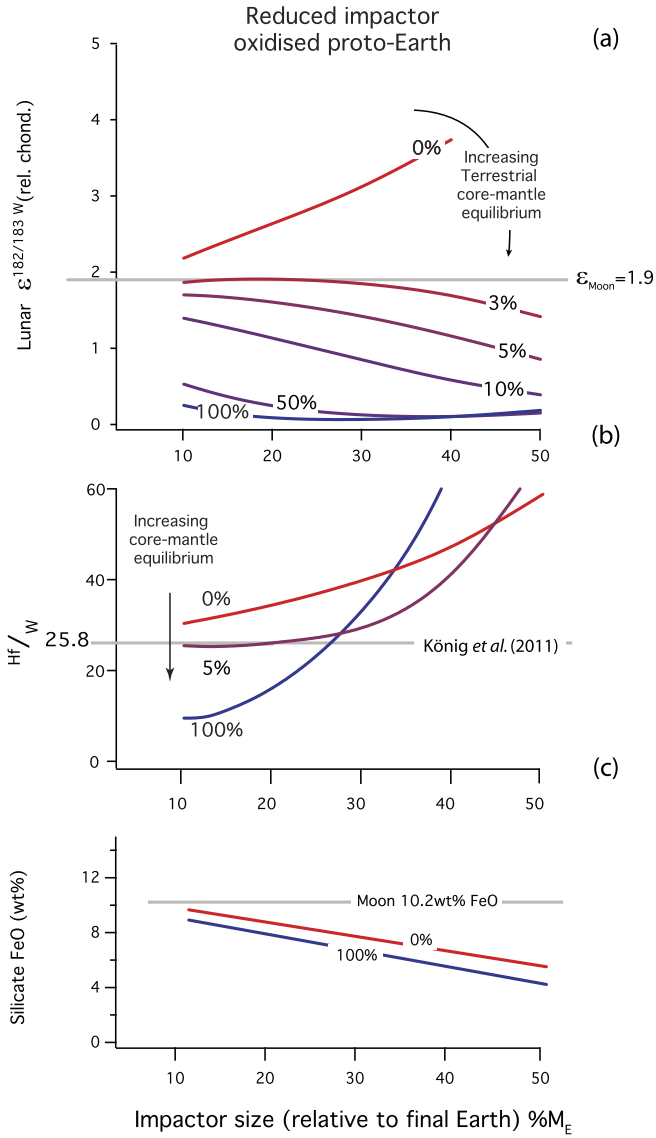 Reduced impactor
oxidised proto-Earth
(a)
Lunar ε182/183 W(rel. chond.)
5
4
3
2
1
0
0%
Increasing
Terrestrial
core-mantle
equilibrium
εMoon=1.9
3%
5%
10%
50%
100%
10 20 30 40 50
(b)
Hf/W
60
40
25.8
20
0
Increasing
core-mantle
equilibrium
0%
König et al. (2011)
5%
100%
10 20 30 40 50
(c)
Silicate FeO (wt%)
12
8
4
0
Moon 10.2wt% FeO
0%
100%
10 20 30 40 50
Impactor size (relative to final Earth) %ME